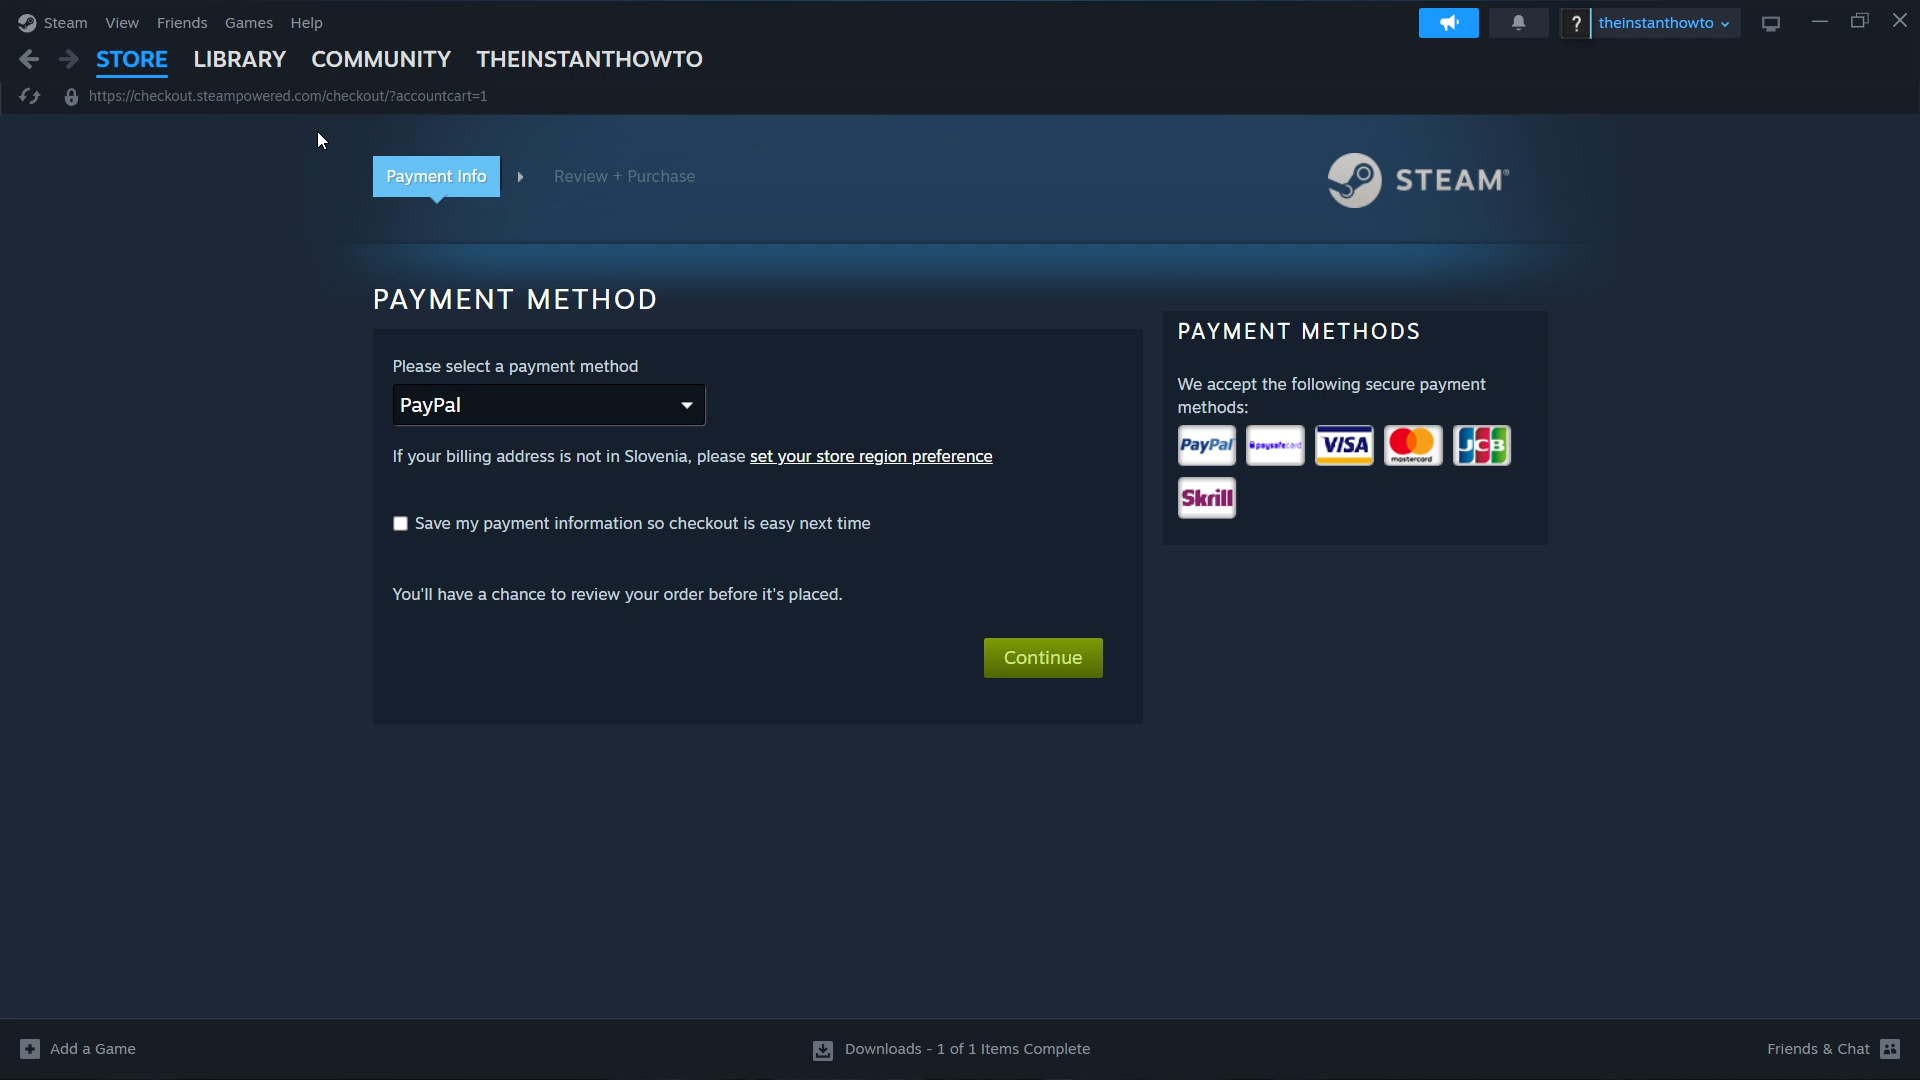 Steam View Friends Games Help
? theinstanthowto
STORE LIBRARY COMMUNITY THEINSTANTHOWTO
https://checkout.steampowered.com/checkout/?accountcart=1
Payment Info Review + Purchase
STEAM®
PAYMENT METHOD
Please select a payment method
PayPal
If your billing address is not in Slovenia, please set your store region preference
Save my payment information so checkout is easy next time
You'll have a chance to review your order before it's placed.
Continue
PAYMENT METHODS
We accept the following secure payment
methods:
PayPal paysafecard VISA mastercard JCB
Skrill
Add a Game
Downloads - 1 of 1 Items Complete
Friends & Chat